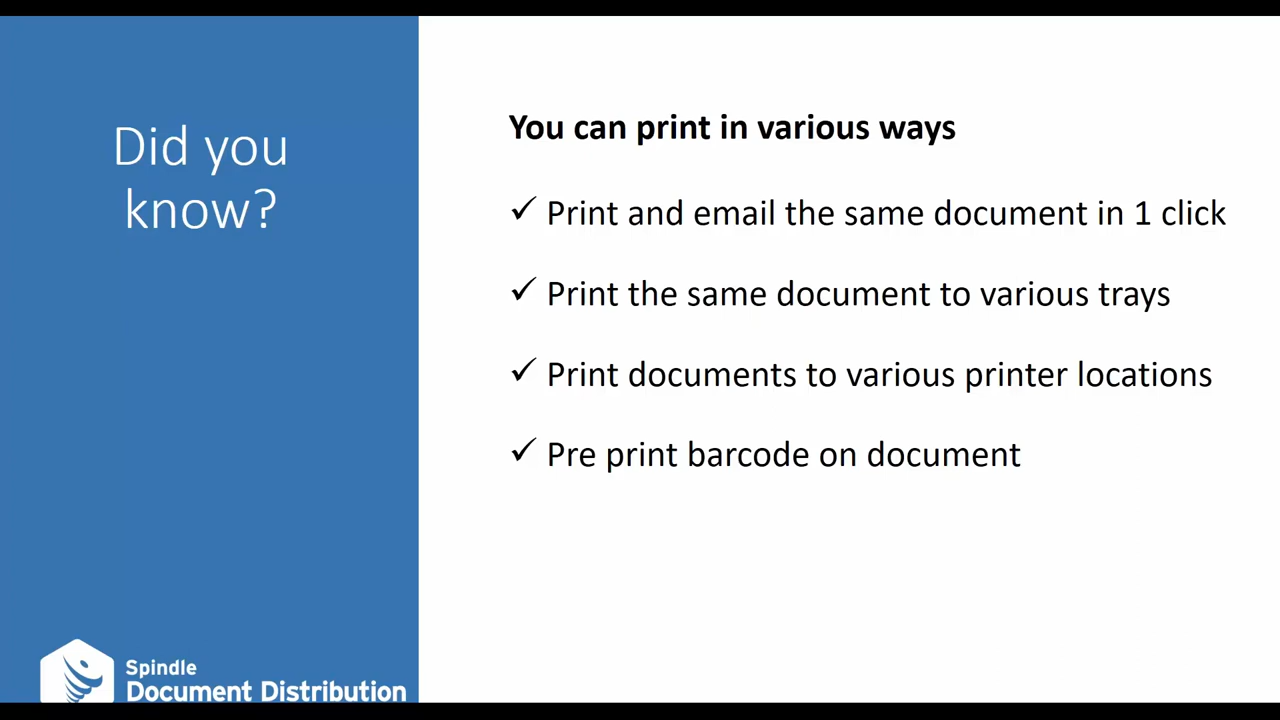 Did you
know?
You can print in various ways
✓ Print and email the same document in 1 click
✓ Print the same document to various trays
✓ Print documents to various printer locations
✓ Pre print barcode on document
Spindle
Document Distribution